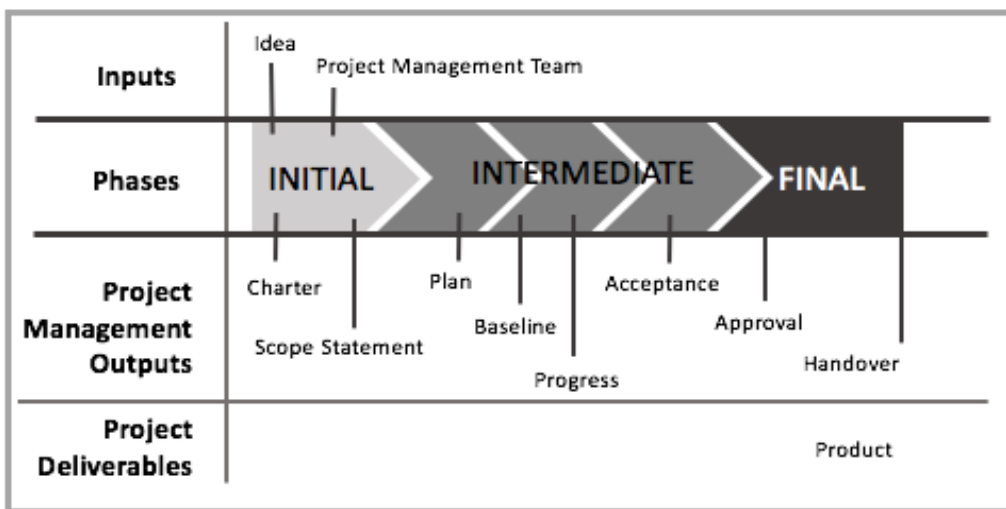 Idea
Inputs
Project Management Team
Phases
INITIAL
INTERMEDIATE
FINAL
Project
Management
Outputs
Charter
Scope Statement
Plan
Baseline
Progress
Acceptance
Approval
Handover
Project
Deliverables
Product